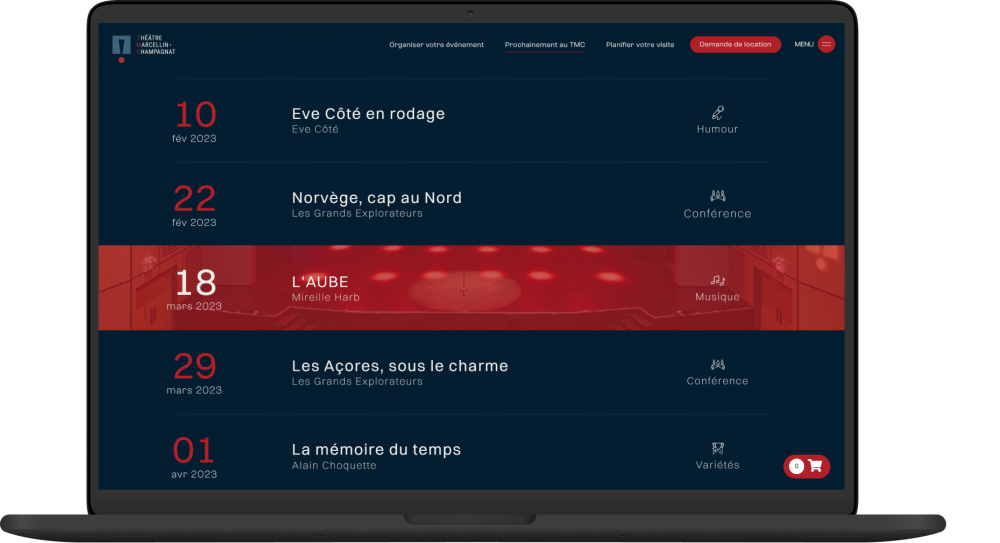 THÉÂTRE
MARCELLIN-
CHAMPAGNAT
Organiser votre événement
Prochainement au TMC
Planifier votre visite
Demande de location
MENU
10
fév 2023
Eve Côté en rodage
Eve Côté
Humour
22
fév 2023
Norvège, cap au Nord
Les Grands Explorateurs
Conférence
18
mars 2023
L'AUBE
Mireille Harb
Musique
29
mars 2023
Les Açores, sous le charme
Les Grands Explorateurs
Conférence
01
avr 2023
La mémoire du temps
Alain Choquette
Variétés
0